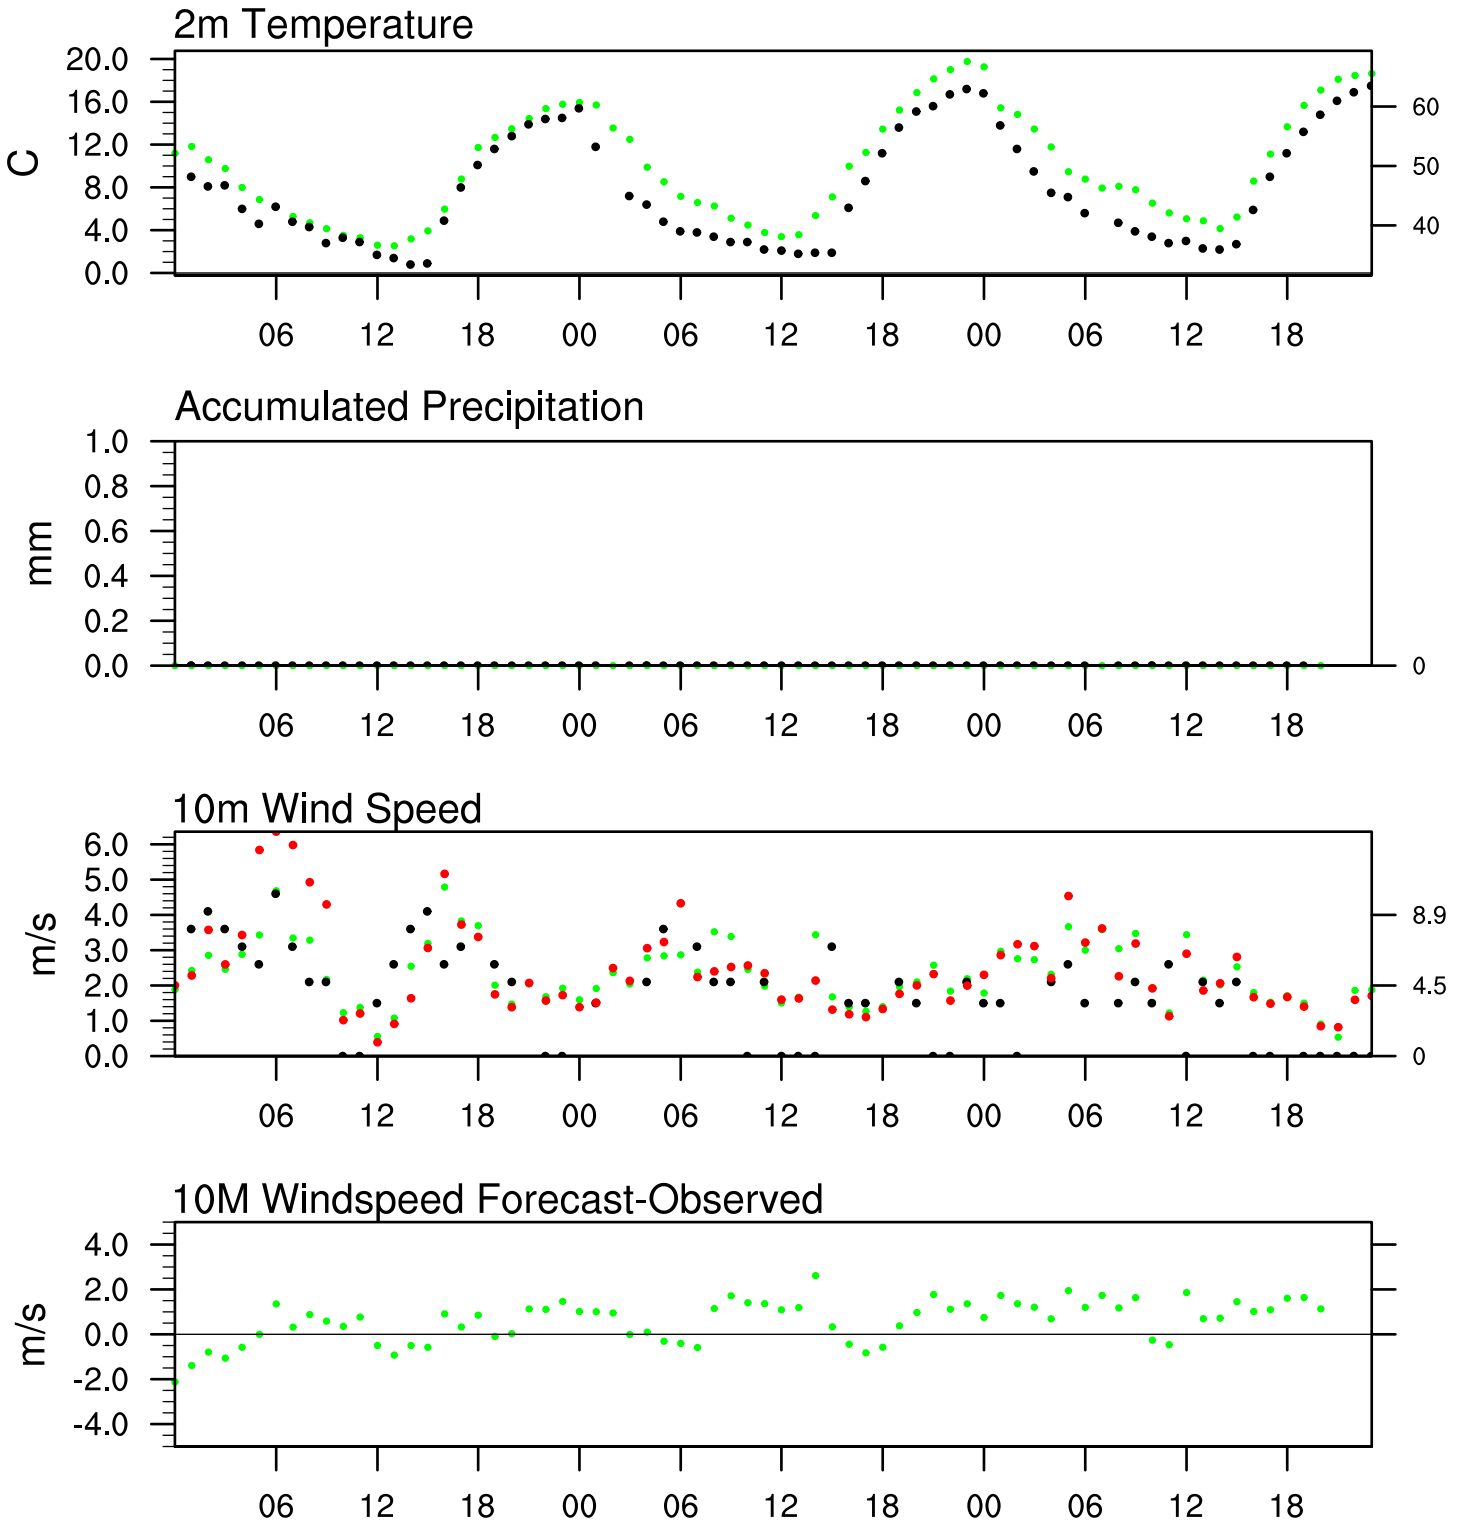 2m Temperature
20.0
16.0
12.0
8.0
4.0
0.0
C
60
50
40
06 12 18 00 06 12 18 00 06 12 18
Accumulated Precipitation
1.0
0.8
0.6
0.4
0.2
0.0
mm
0
06 12 18 00 06 12 18 00 06 12 18
10m Wind Speed
6.0
5.0
4.0
3.0
2.0
1.0
0.0
m/s
8.9
4.5
0
06 12 18 00 06 12 18 00 06 12 18
10M Windspeed Forecast-Observed
4.0
2.0
0.0
-2.0
-4.0
m/s
06 12 18 00 06 12 18 00 06 12 18